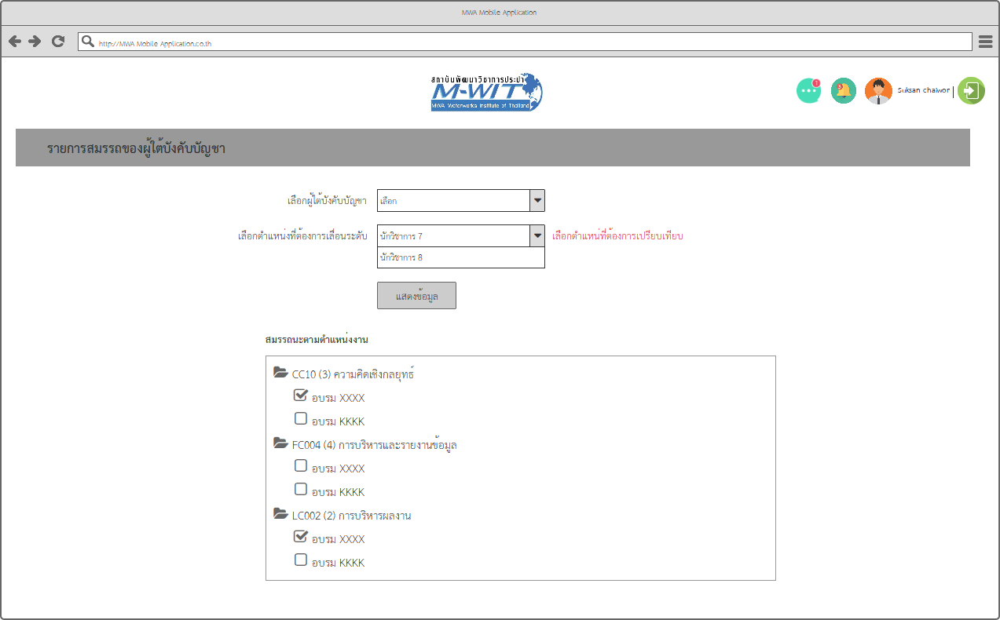 MWA Mobile Application
http://MWA Mobile Application.co.th
สถาบันพัฒนาวิชาการประปา
M-WIT
MWA Waterworks Institute of Thailand
1
3
Suksan chaiwon
รายการสมรรถของผู้ใต้บังคับบัญชา
เลือกผู้ใต้บังคับบัญชา เลือก
เลือกตำแหน่งที่ต้องการเลื่อนระดับ นักวิชาการ 7 เลือกตำแหน่ที่ต้องการเปรียบเทียบ
นักวิชาการ 8
แสดงข้อมูล
สมรรถนะตามตำแหน่งงาน
CC10 (3) ความคิดเชิงกลยุทธ์
อบรม XXXX
อบรม KKKK
FC004 (4) การบริหารและรายงานข้อมูล
อบรม XXXX
อบรม KKKK
LC002 (2) การบริหารผลงาน
อบรม XXXX
อบรม KKKK